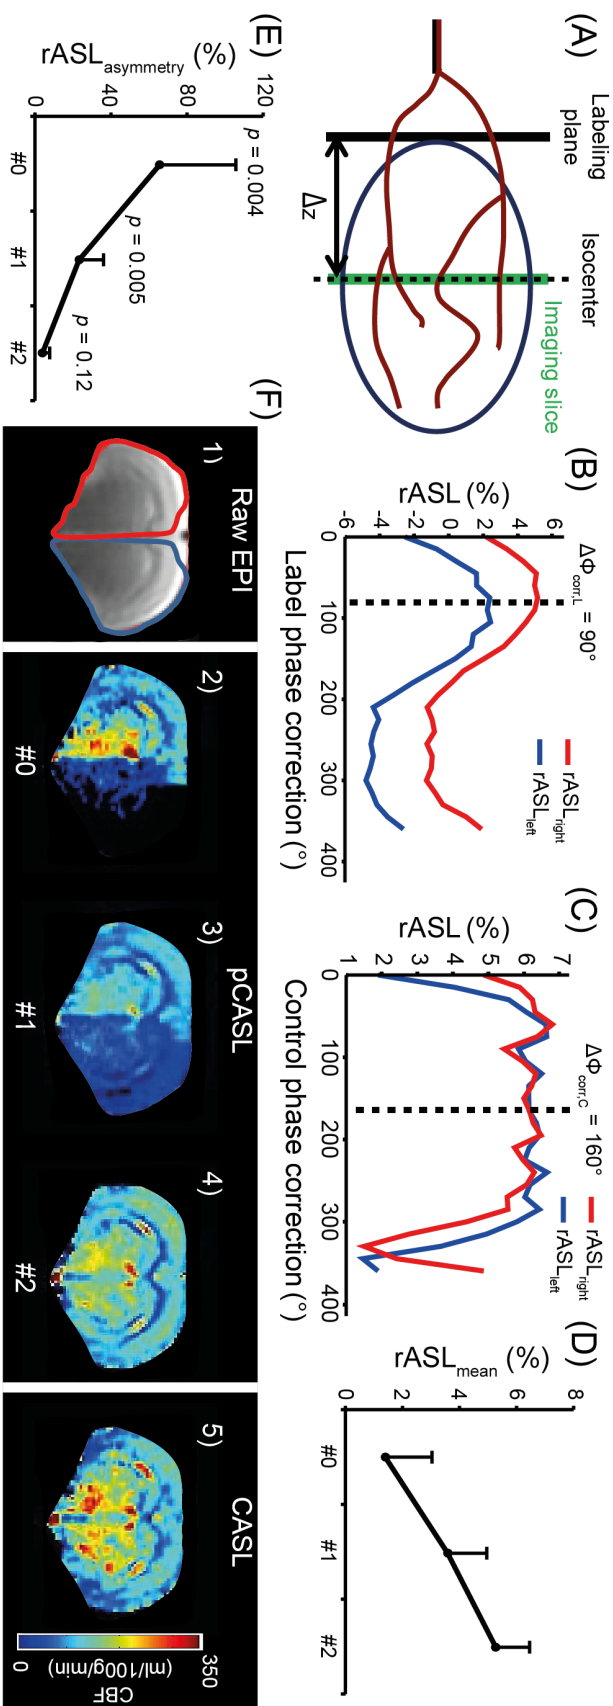 (A)
Labeling
plane
Isocenter
Imaging slice
Δz
(B)
rASL (%)
-6 -4 -2 0 2 4 6
ΔΦcorr,L = 90°
rASLright
rASLleft
0 100 200 300 400
Label phase correction (°)
(C)
rASL (%)
1 2 3 4 5 6 7
ΔΦcorr,C = 160°
rASLright
rASLleft
0 100 200 300 400
Control phase correction (°)
(D)
rASLmean (%)
0 2 4 6 8
#0 #1 #2
(E)
rASLasymmetry (%)
0 40 80 120
p = 0.004
p = 0.005
p = 0.12
#0 #1 #2
(F)
Raw EPI
pCASL
CASL
1)
2)
3)
4)
5)
#0
#1
#2
0 350
(ml/100g/min)
CBF